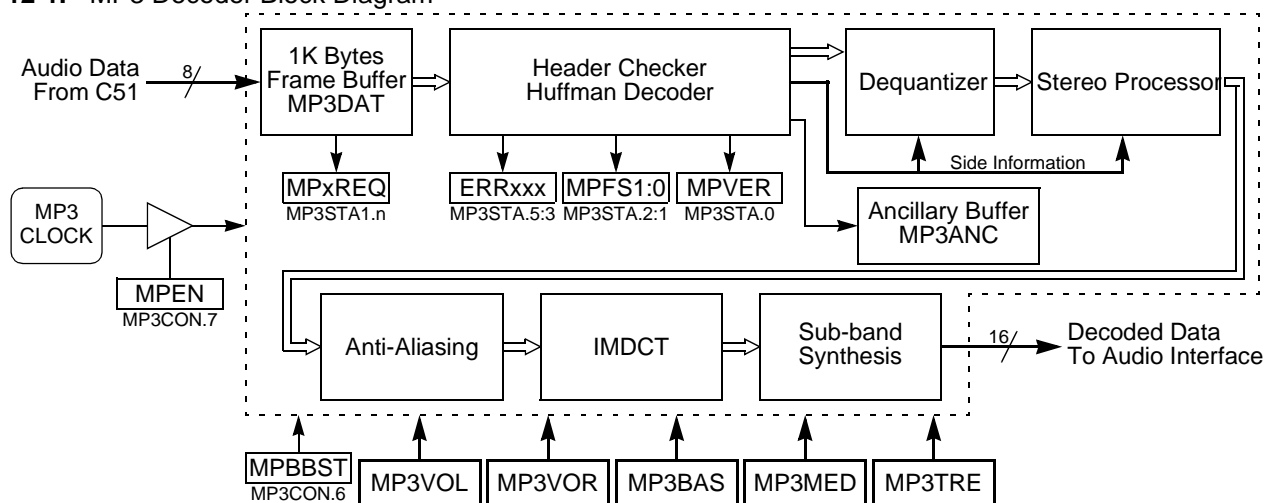 12-4. MP3 Decoder Block Diagram
Audio Data
From C51
8
1K Bytes
Frame Buffer
MP3DAT
Header Checker
Huffman Decoder
Dequantizer
Stereo Processor
Side Information
MPxREQ
MP3STA1.n
ERRxxx
MP3STA.5:3
MPFS1:0
MP3STA.2:1
MPVER
MP3STA.0
Ancillary Buffer
MP3ANC
MP3
CLOCK
MPEN
MP3CON.7
Anti-Aliasing
IMDCT
Sub-band
Synthesis
16
Decoded Data
To Audio Interface
MPBBST
MP3CON.6
MP3VOL
MP3VOR
MP3BAS
MP3MED
MP3TRE